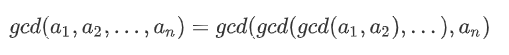 gcd(a₁, a₂, . . . , aₙ) = gcd(gcd(gcd(a₁, a₂), . . . ), aₙ)